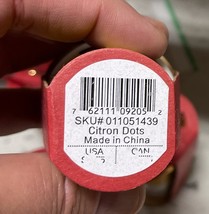 7 62111 09205 2
SKU# 011051439
Citron Dots
Made in China
USA CAN